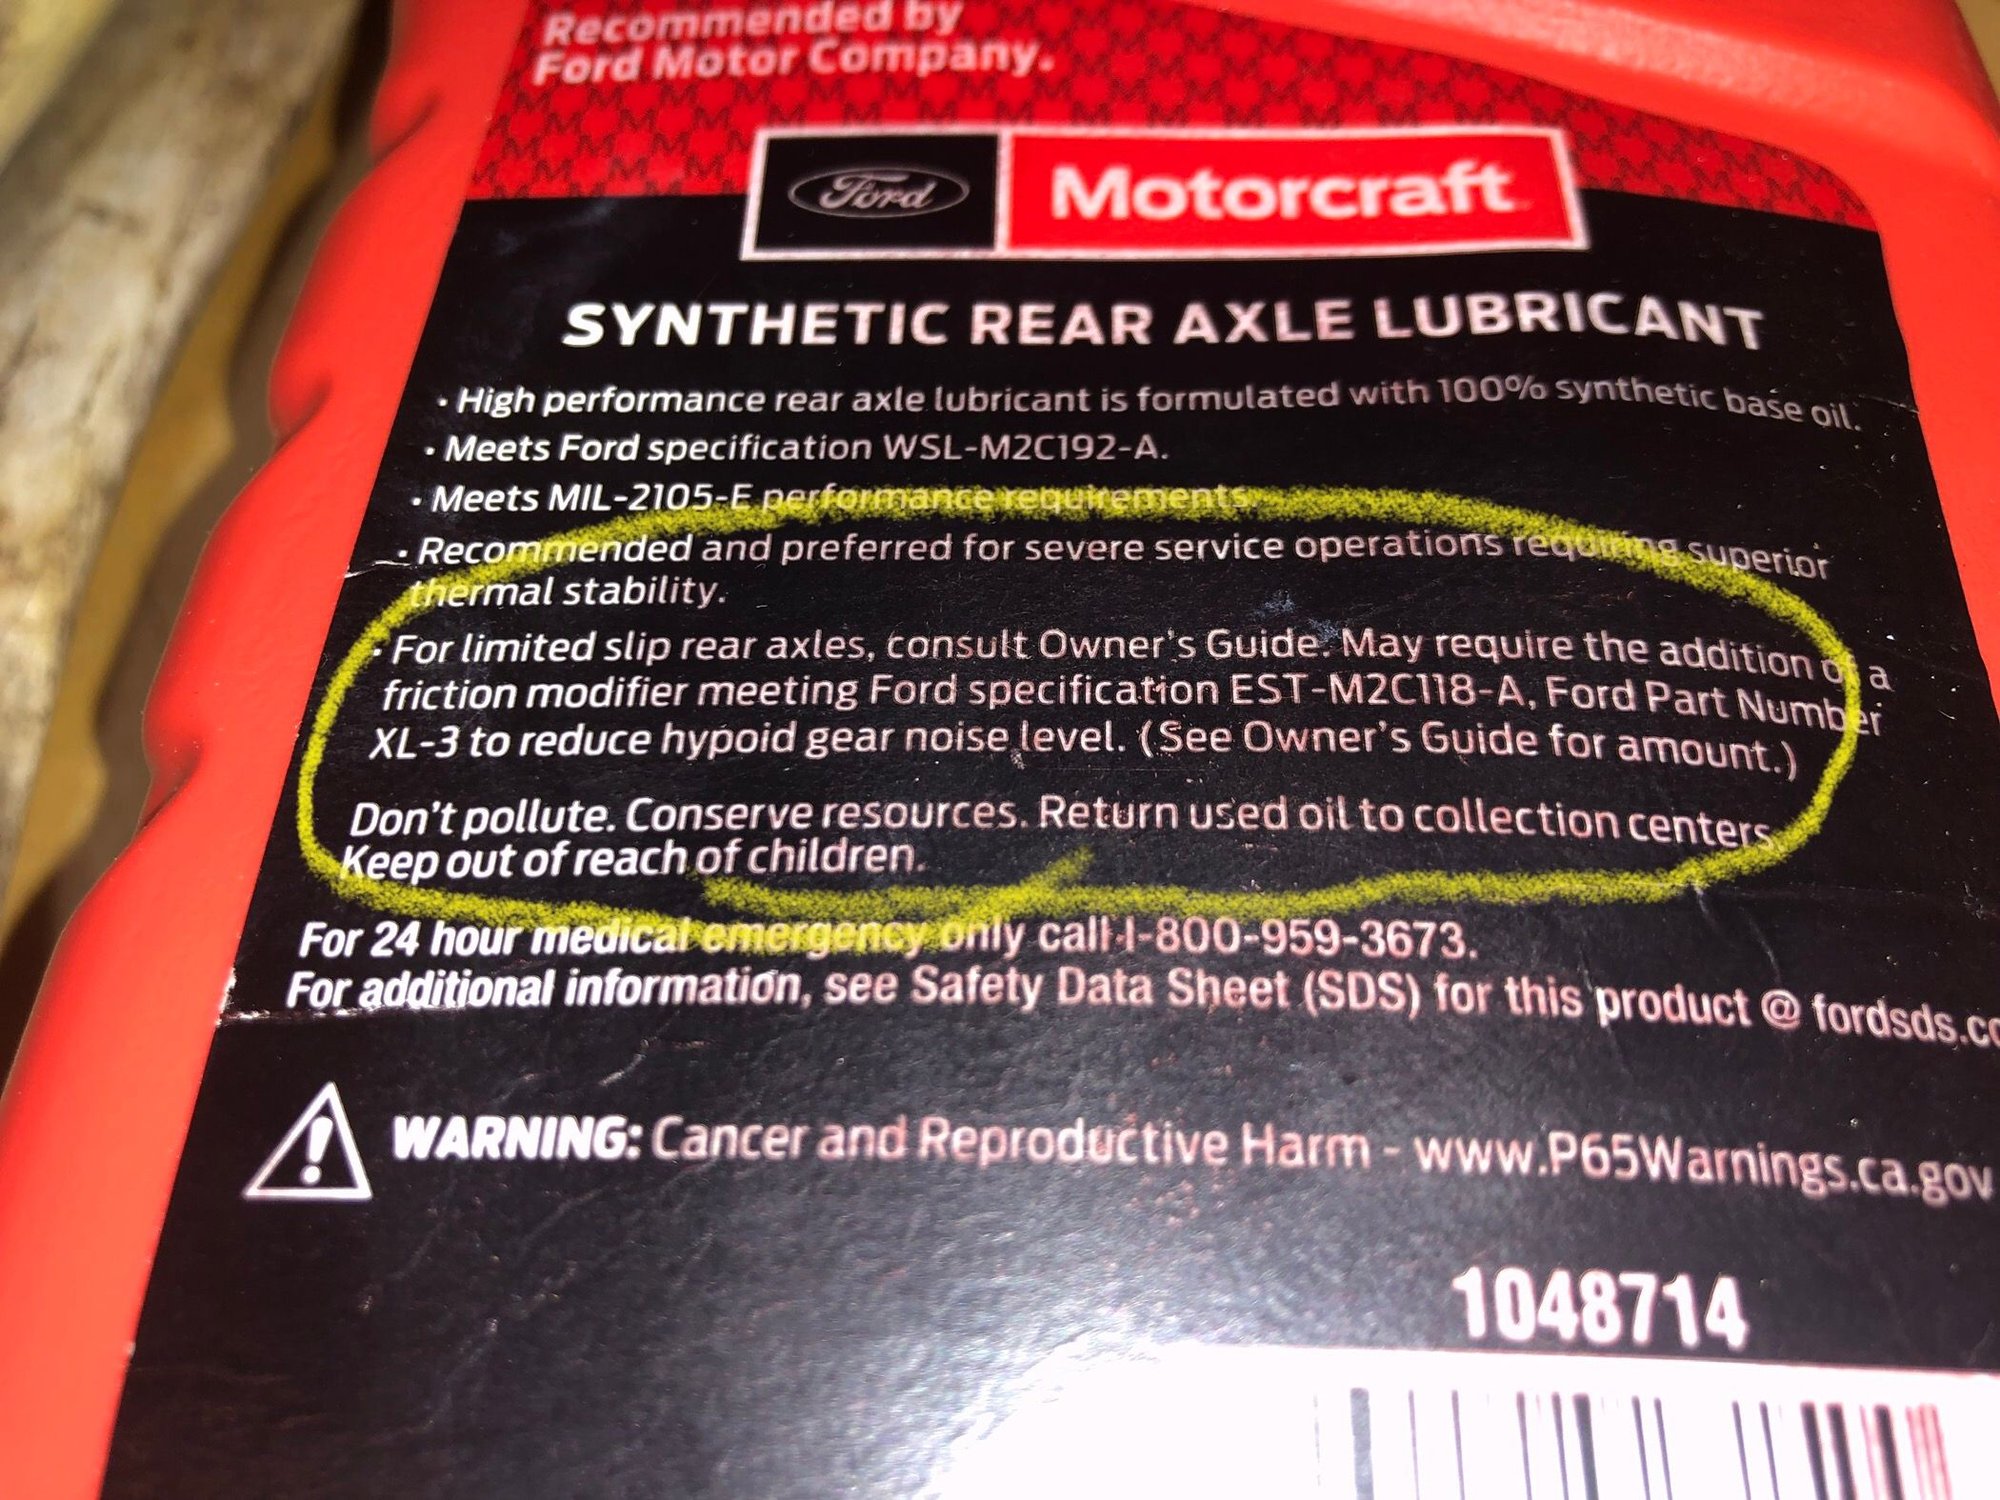 Recommended by
Ford Motor Company.
Ford Motorcraft
SYNTHETIC REAR AXLE LUBRICANT
• High performance rear axle lubricant is formulated with 100% synthetic base oil.
• Meets Ford specification WSL-M2C192-A.
• Meets MIL-2105-E performance requirements.
• Recommended and preferred for severe service operations requiring superior
thermal stability.
• For limited slip rear axles, consult Owner's Guide. May require the addition of a
friction modifier meeting Ford specification EST-M2C118-A, Ford Part Number
XL-3 to reduce hypoid gear noise level. (See Owner's Guide for amount.)
Don't pollute. Conserve resources. Return used oil to collection centers.
Keep out of reach of children.
For 24 hour medical emergency only call 1-800-959-3673.
For additional information, see Safety Data Sheet (SDS) for this product @ fordsds.co
WARNING: Cancer and Reproductive Harm - www.P65Warnings.ca.gov
1048714